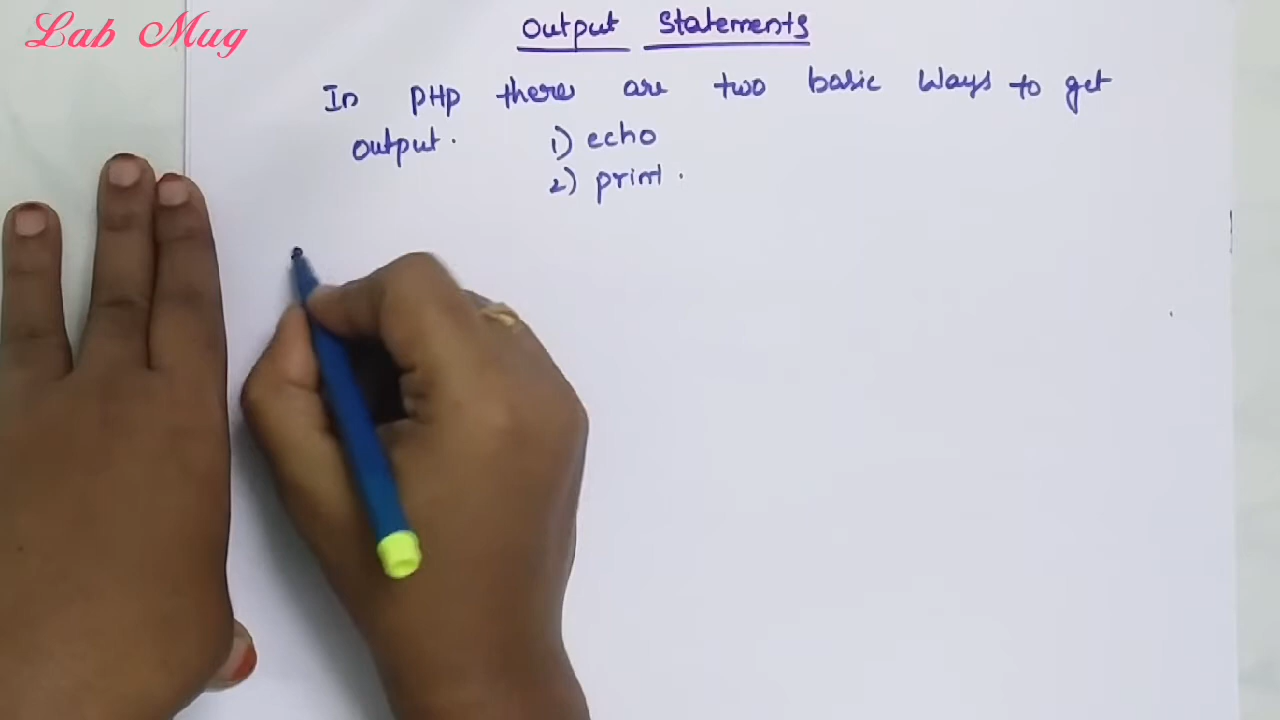 Lab Mug
Output Statements
In PHP there are two basic ways to get
output. 1) echo
2) print.